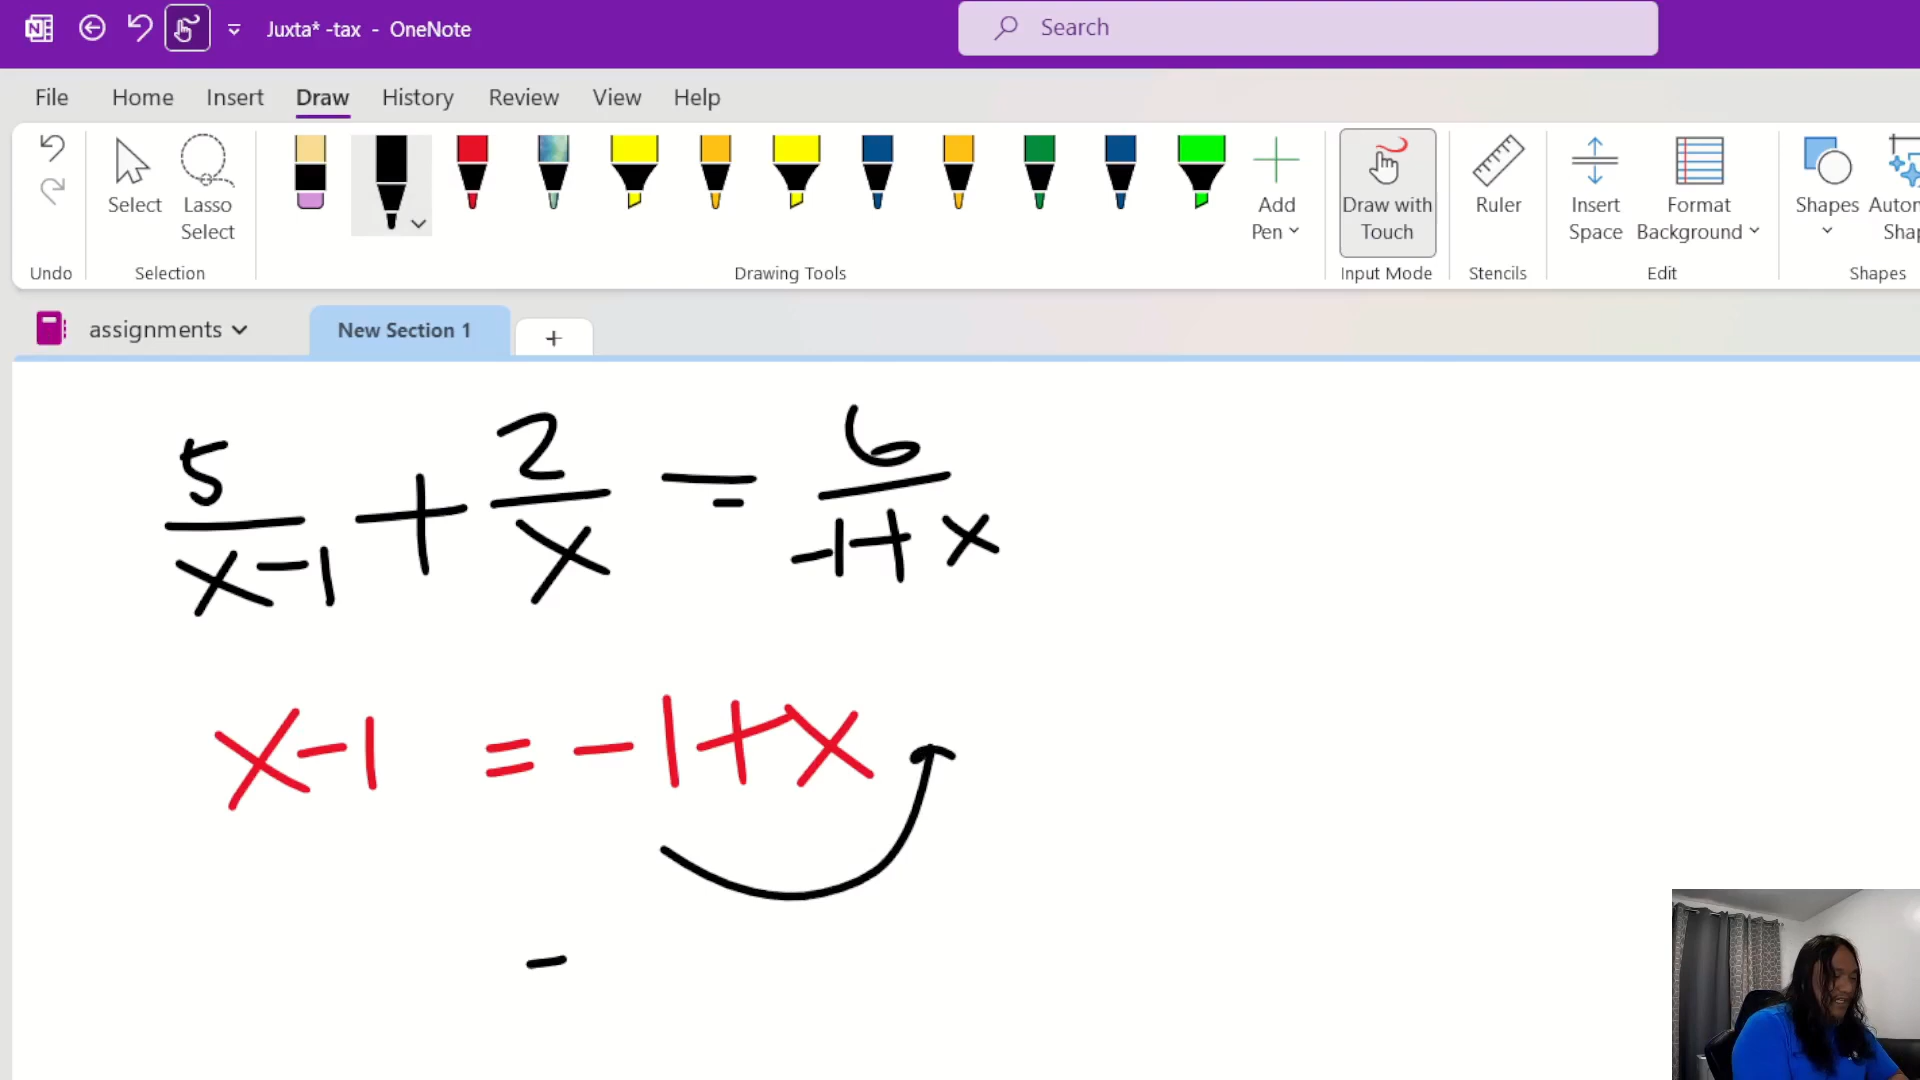 Juxta* -tax - OneNote
Search
File Home Insert Draw History Review View Help
Select Lasso Select Add Pen Draw with Touch Ruler Insert Space Format Background Shapes
Undo Selection Drawing Tools Input Mode Stencils Edit Shapes
assignments New Section 1 +
5/x-1 + 2/x = 6/-1+x
x-1 = -1+x
-